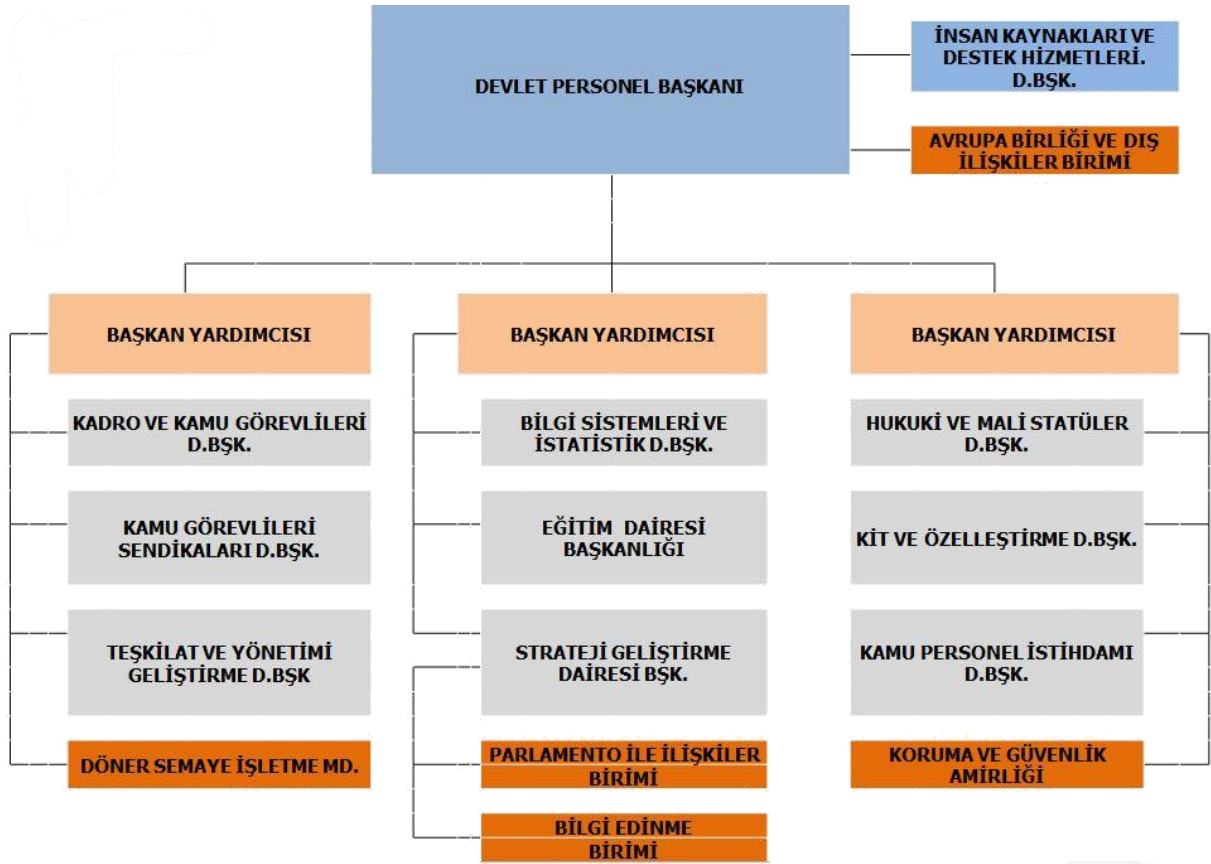 DEVLET PERSONEL BAŞKANI
İNSAN KAYNAKLARI VE
DESTEK HİZMETLERİ.
D.BŞK.
AVRUPA BİRLİĞİ VE DIŞ
İLİŞKİLER BİRİMİ
BAŞKAN YARDIMCISI
KADRO VE KAMU GÖREVLİLERİ
D.BŞK.
KAMU GÖREVLİLERİ
SENDİKALARI D.BŞK.
TEŞKİLAT VE YÖNETİMİ
GELİŞTİRME D.BŞK
DÖNER SEMAYE İŞLETME MD.
BAŞKAN YARDIMCISI
BİLGİ SİSTEMLERİ VE
İSTATİSTİK D.BŞK.
EĞİTİM DAİRESİ
BAŞKANLIĞI
STRATEJİ GELİŞTİRME
DAİRESİ BŞK.
PARLAMENTO İLE İLİŞKİLER
BİRİMİ
BİLGİ EDİNME
BİRİMİ
BAŞKAN YARDIMCISI
HUKUKİ VE MALİ STATÜLER
D.BŞK.
KİT VE ÖZELLEŞTİRME D.BŞK.
KAMU PERSONEL İSTİHDAMI
D.BŞK.
KORUMA VE GÜVENLİK
AMİRLİĞİ